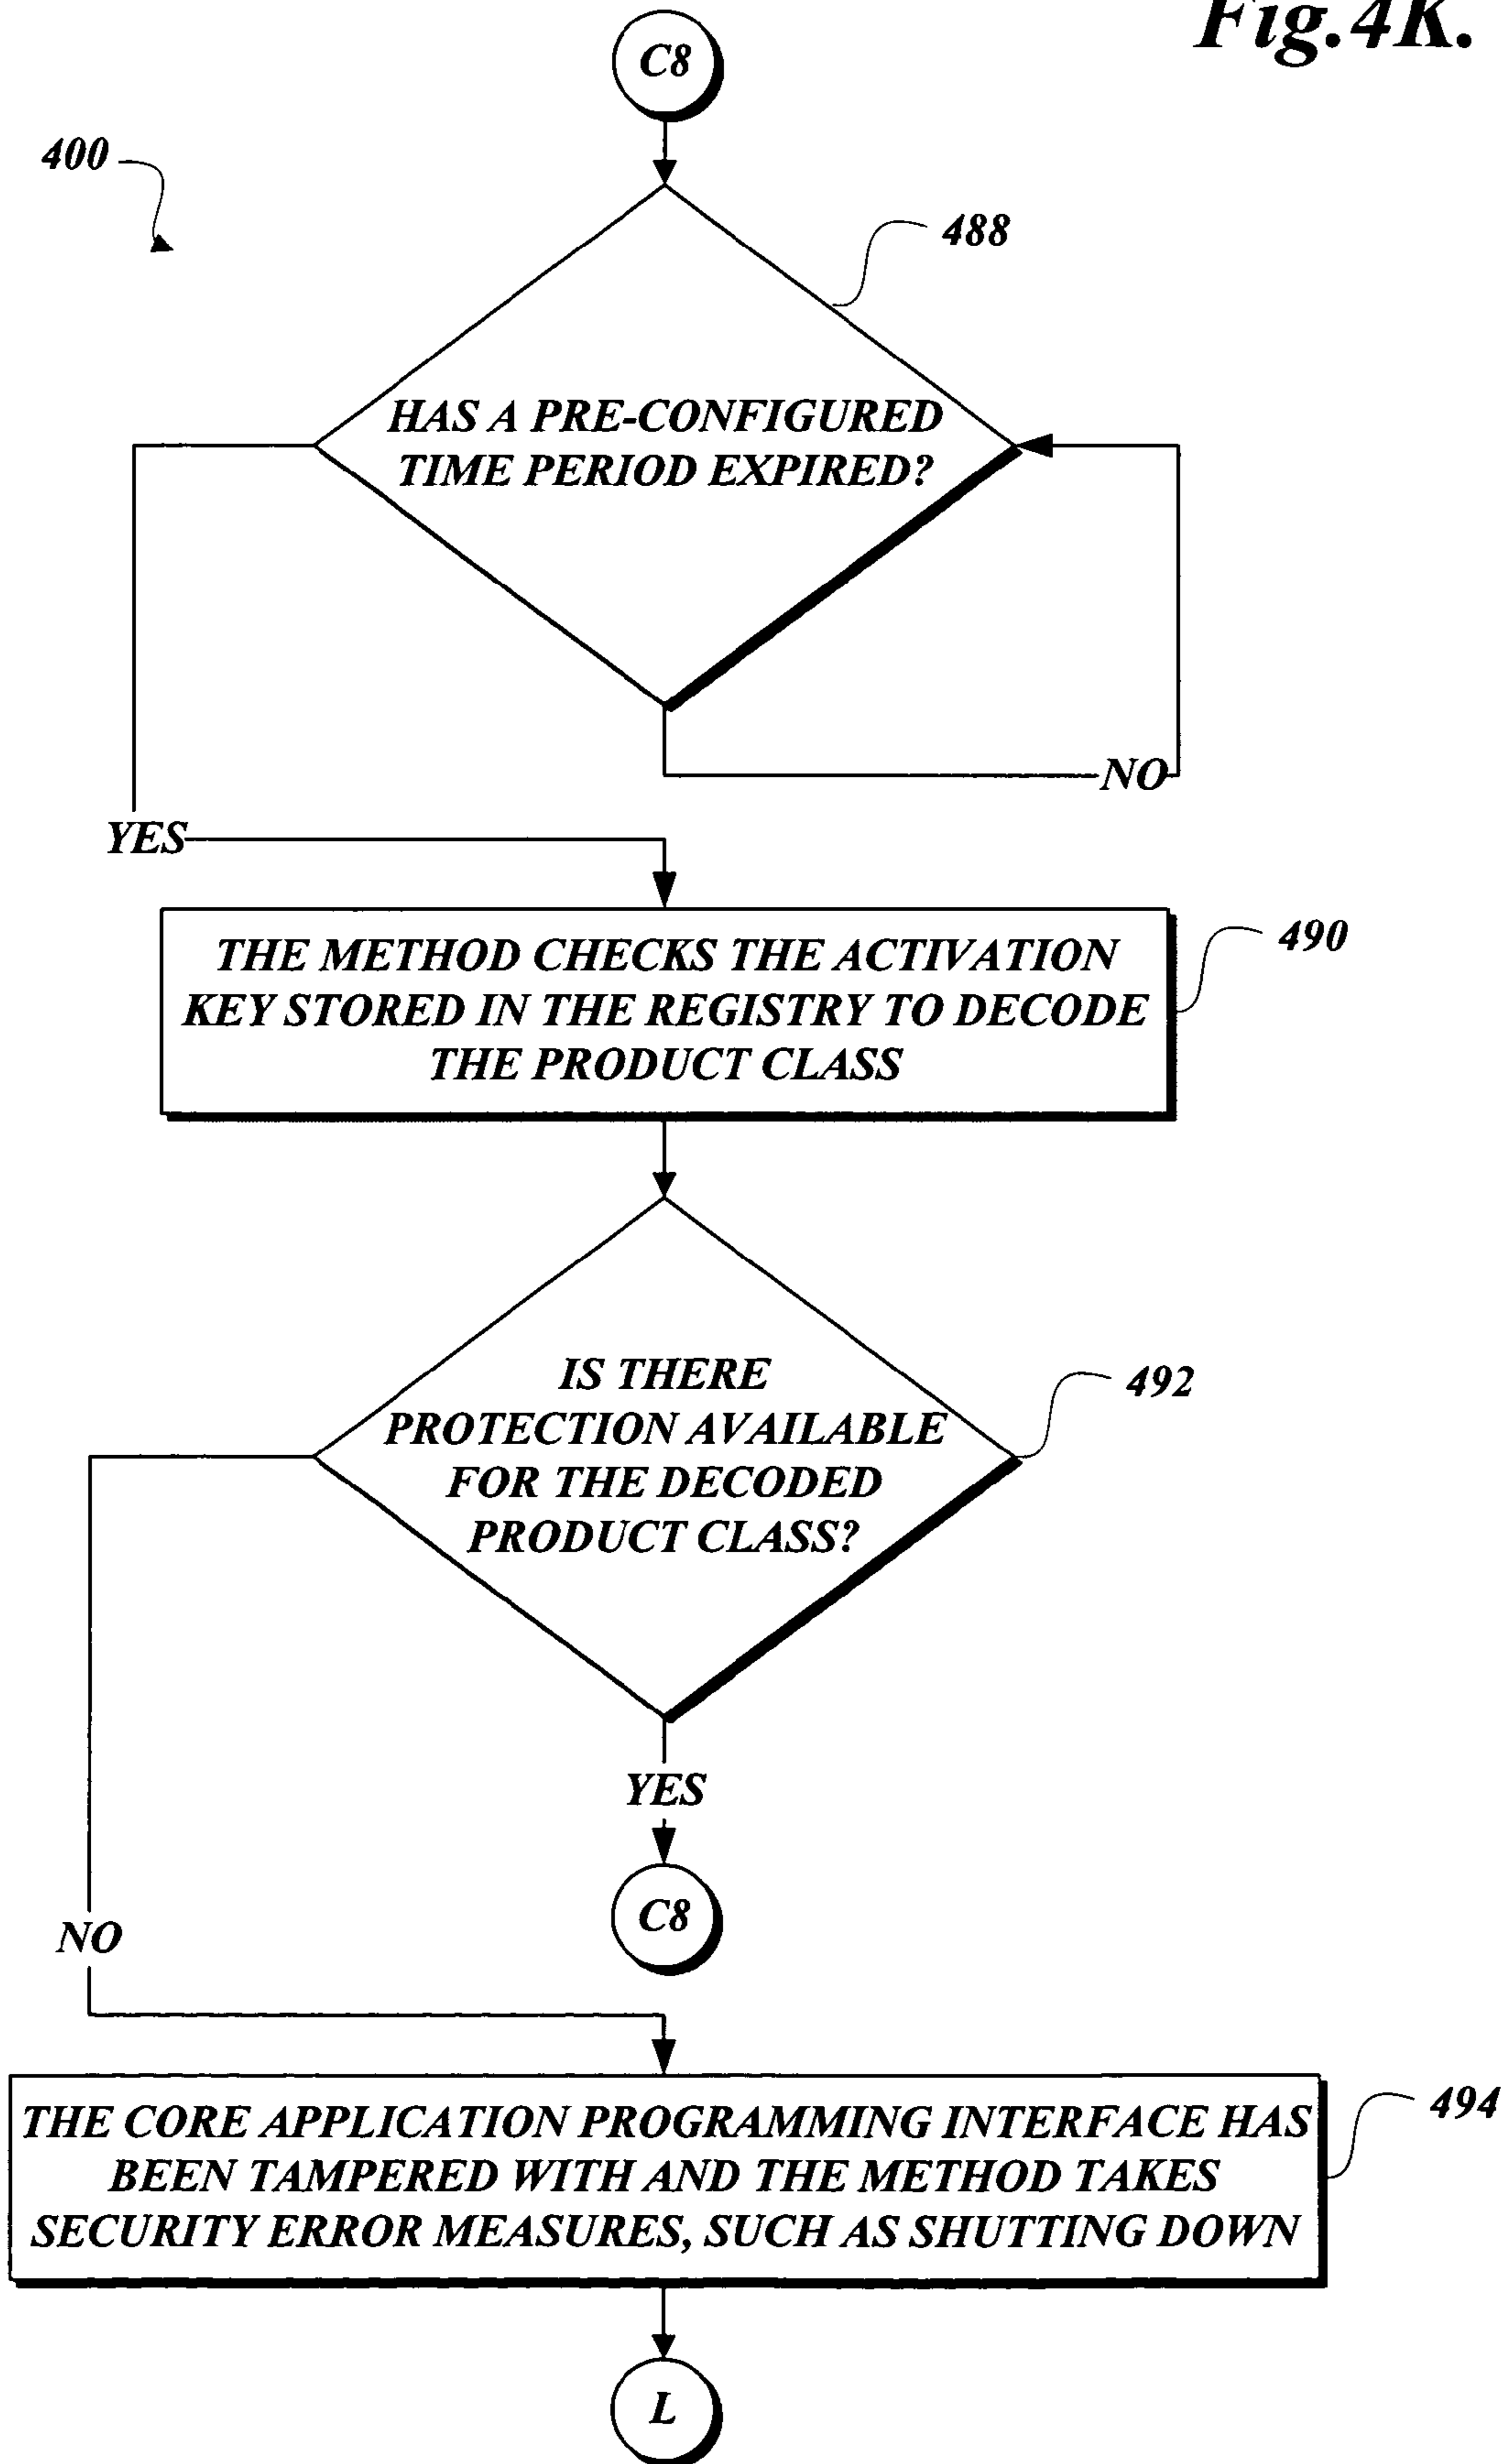 Fig.4K.
C8
400
488
HAS A PRE-CONFIGURED
TIME PERIOD EXPIRED?
NO
YES
THE METHOD CHECKS THE ACTIVATION
KEY STORED IN THE REGISTRY TO DECODE
THE PRODUCT CLASS
490
IS THERE
PROTECTION AVAILABLE
FOR THE DECODED
PRODUCT CLASS?
492
YES
C8
NO
THE CORE APPLICATION PROGRAMMING INTERFACE HAS
BEEN TAMPERED WITH AND THE METHOD TAKES
SECURITY ERROR MEASURES, SUCH AS SHUTTING DOWN
494
L